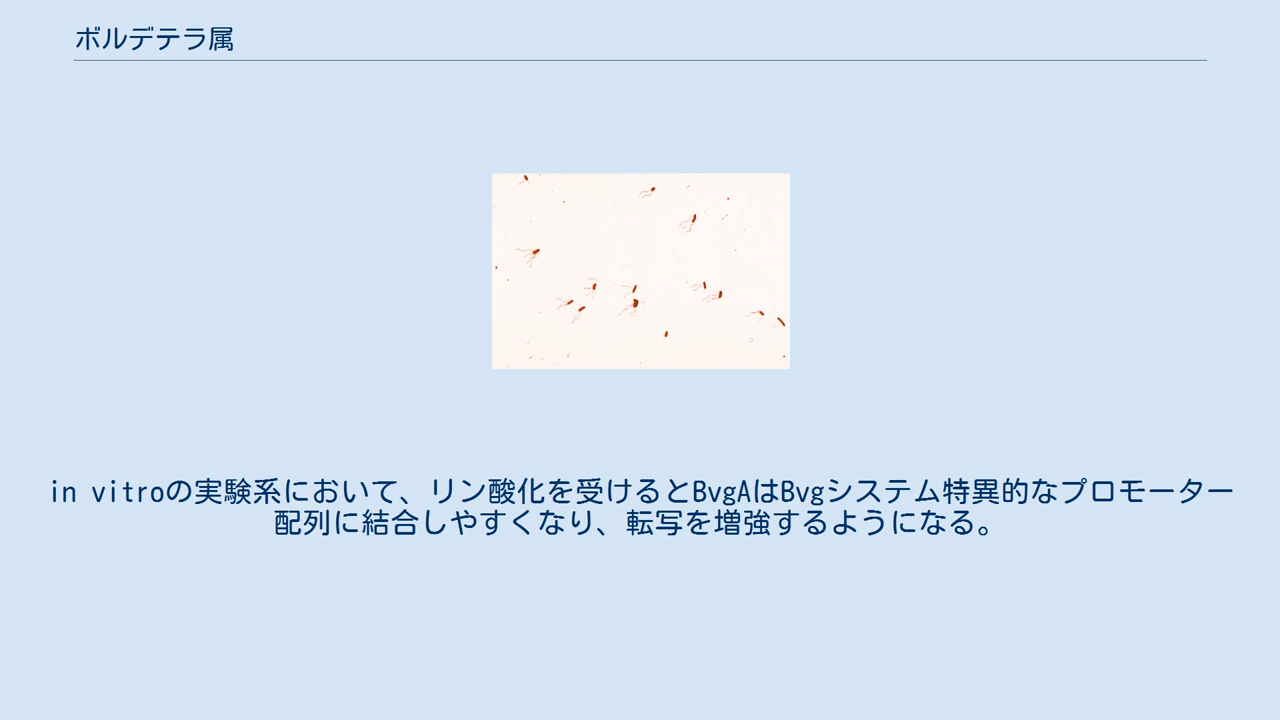 ボルデテラ属
in vitroの実験系において、リン酸化を受けるとBvgAはBvgシステム特異的なプロモーター
配列に結合しやすくなり、転写を増強するようになる。